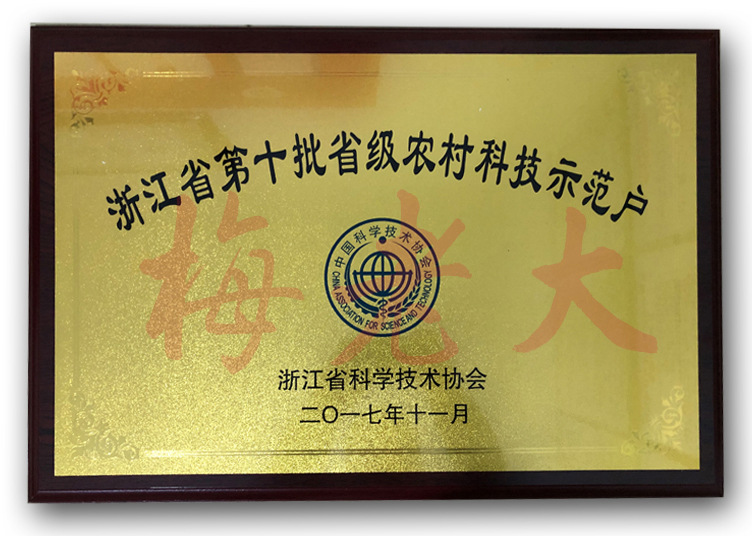 浙江省第十批省级农村科技示范户
梅老大
中国科学技术协会
CHINA ASSOCIATION FOR SCIENCE AND TECHNOLOGY
浙江省科学技术协会
二〇一七年十一月